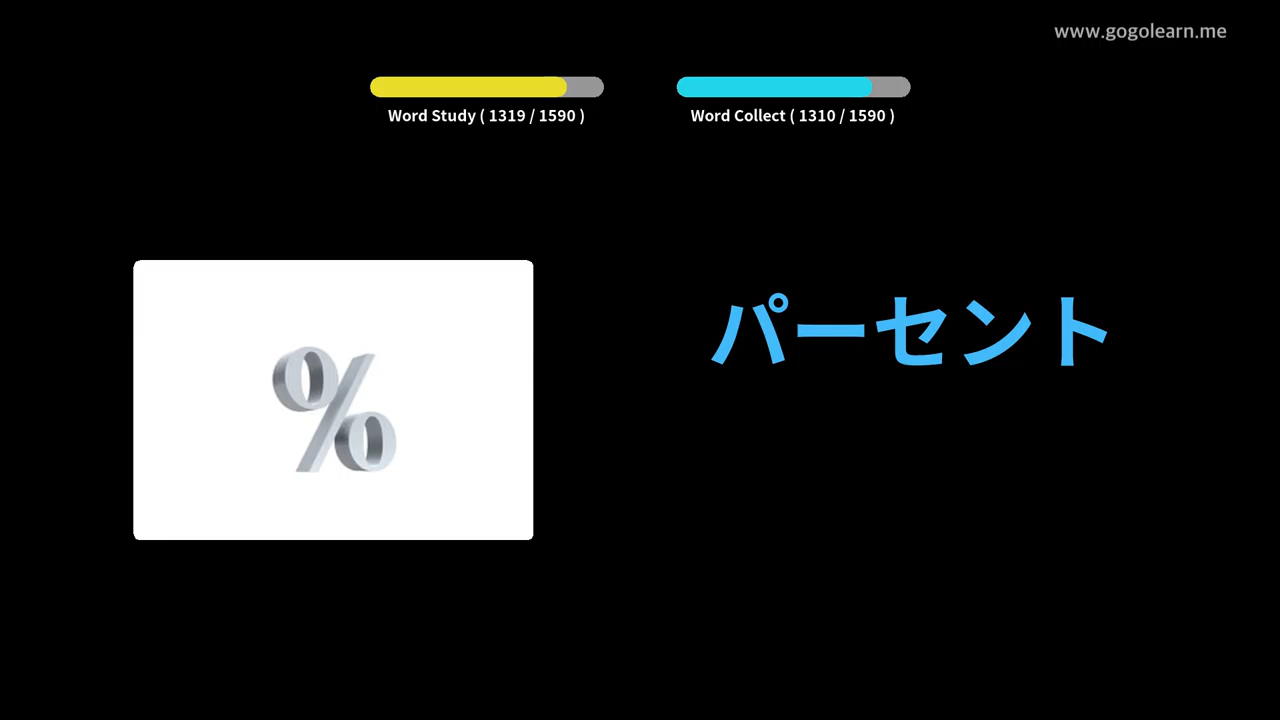 www.gogolearn.me
Word Study ( 1319 / 1590 )
Word Collect ( 1310 / 1590 )
%
パーセント